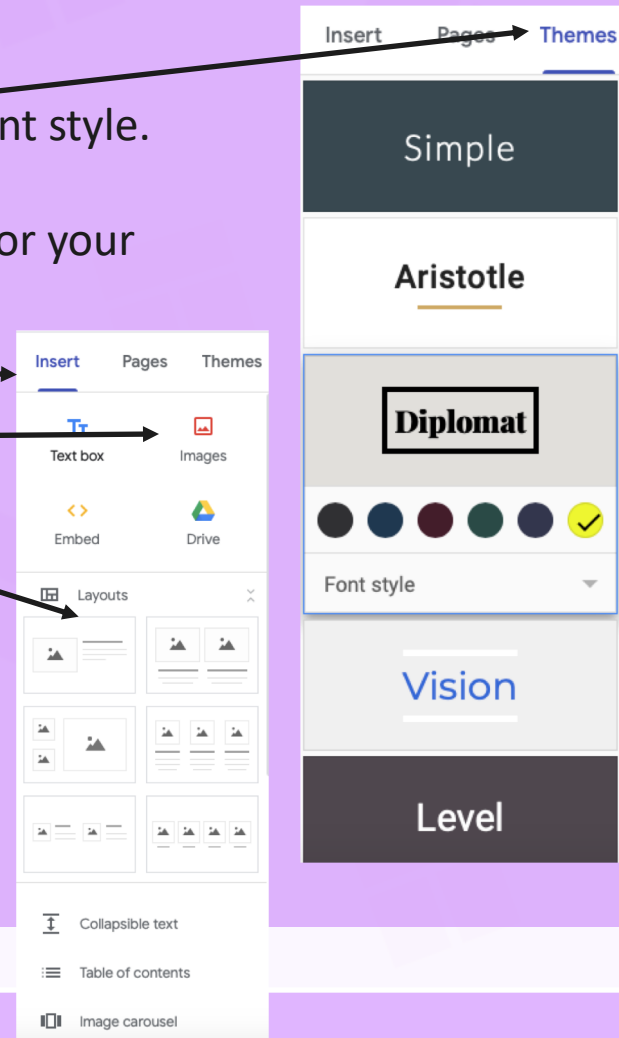 Insert Pages Themes
nt style.
or your
Simple
Aristotle
Diplomat
Font style
Vision
Level
Insert Pages Themes
Text box Images
Embed Drive
Layouts
Collapsible text
Table of contents
Image carousel